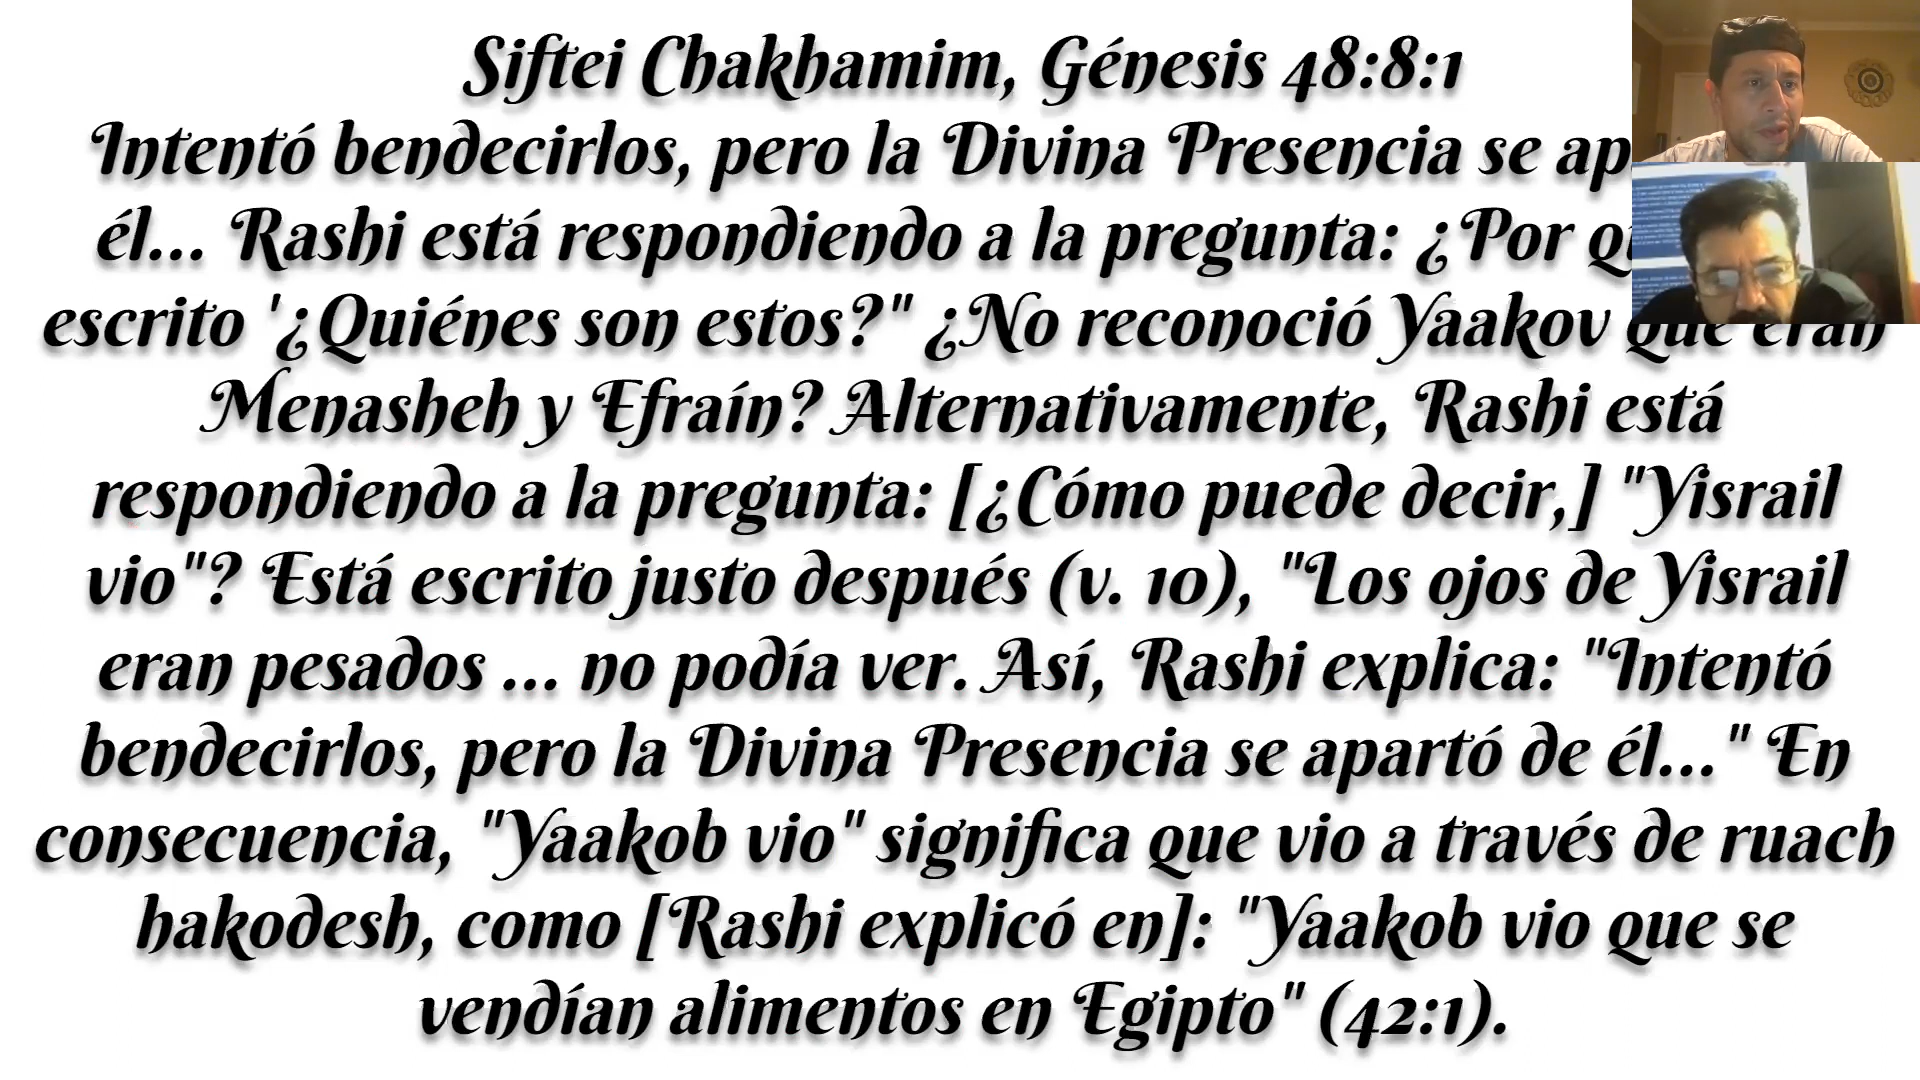 Siftei Chakhamim, Génesis 48:8:1
Intentó bendecirlos, pero la Divina Presencia se
él... Rashi está respondiendo a la pregunta: ¿Por
escrito '¿Quiénes son estos?" ¿No reconoció Yaakov que eran
Menasheh y Efraín? Alternativamente, Rashi está
respondiendo a la pregunta: [¿Cómo puede decir,] "Yisrail
vio"? Está escrito justo después (v. 10), "Los ojos de Yisrail
eran pesados ... no podía ver. Así, Rashi explica: "Intentó
bendecirlos, pero la Divina Presencia se apartó de él..." En
consecuencia, "Yaakob vio" significa que vio a través de ruach
hakodesh, como [Rashi explicó en]: "Yaakob vio que se
vendían alimentos en Egipto" (42:1).